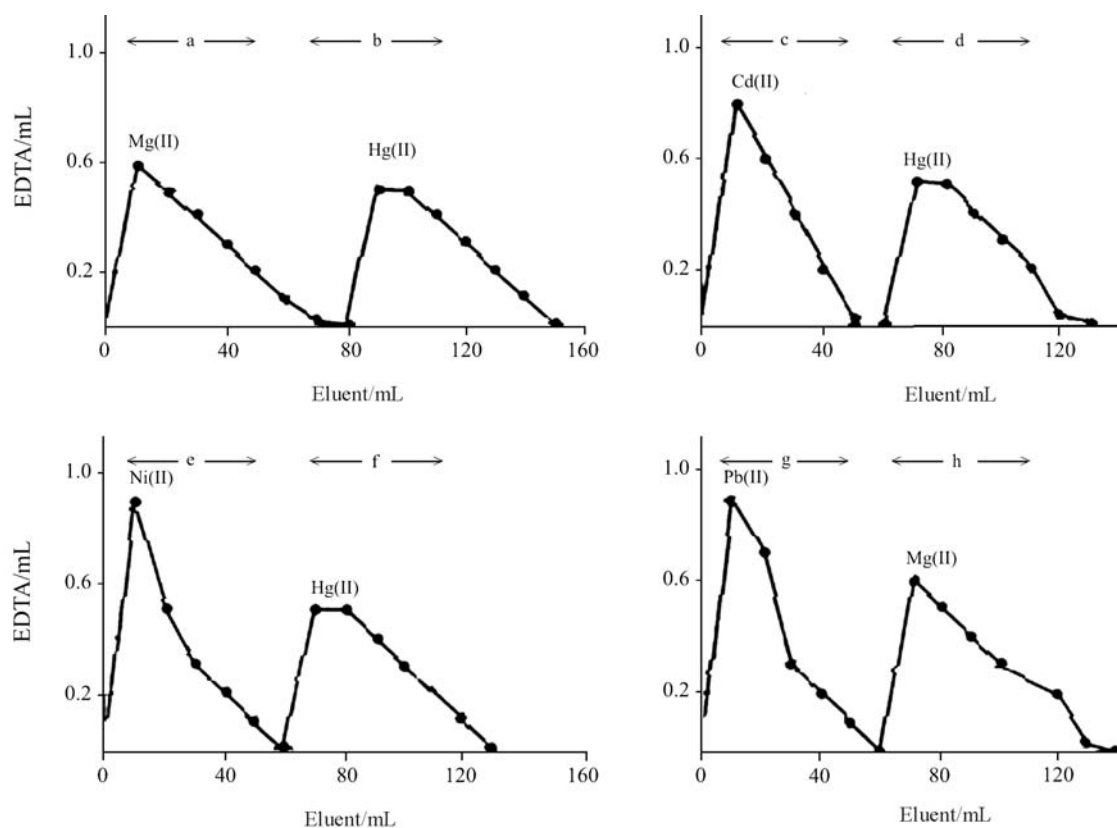 a b
1.0
Mg(II)
Hg(II)
0.6
0.2
EDTA/mL
0 40 80 120 160
Eluent/mL
c d
1.0
Cd(II)
Hg(II)
0.6
0.2
0 40 80 120
Eluent/mL
e f
1.0
Ni(II)
0.6
Hg(II)
0.2
EDTA/mL
0 40 80 120 160
Eluent/mL
g h
1.0
Pb(II)
Mg(II)
0.6
0.2
0 40 80 120
Eluent/mL